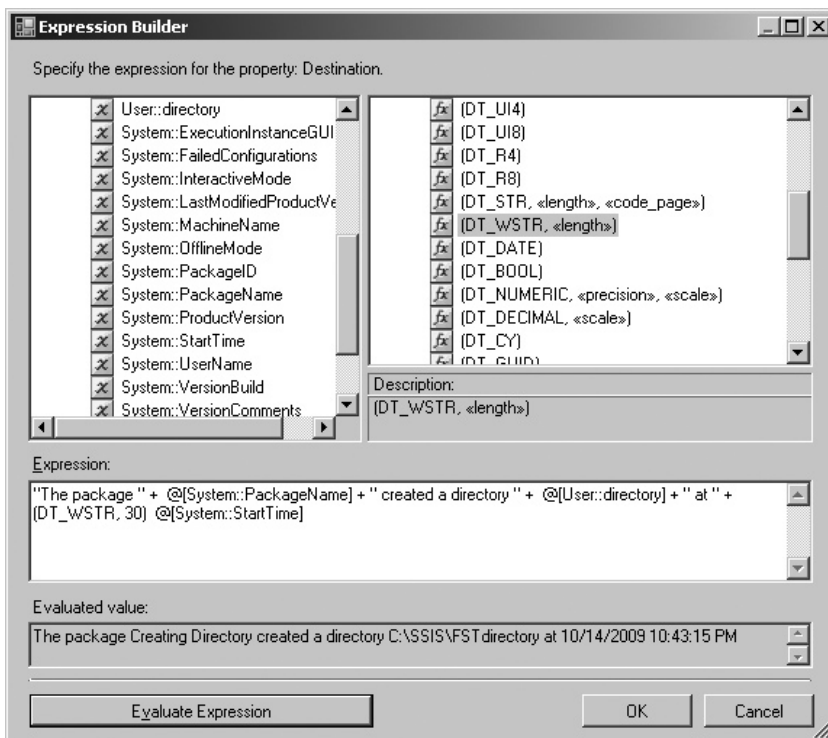 Expression Builder
Specify the expression for the property: Destination.
User::directory
System::ExecutionInstanceGUI
System::FailedConfigurations
System::InteractiveMode
System::LastModifiedProductVe
System::MachineName
System::OfflineMode
System::PackageID
System::PackageName
System::ProductVersion
System::StartTime
System::UserName
System::VersionBuild
System::VersionComments
(DT_UI4)
(DT_UI8)
(DT_R4)
(DT_R8)
(DT_STR, «length», «code_page»)
(DT_WSTR, «length»)
(DT_DATE)
(DT_BOOL)
(DT_NUMERIC, «precision», «scale»)
(DT_DECIMAL, «scale»)
(DT_CY)
(DT_GUID)
Description:
(DT_WSTR, «length»)
Expression:
"The package " + @[System::PackageName] + " created a directory " + @[User::directory] + " at " +
(DT_WSTR, 30) @[System::StartTime]
Evaluated value:
The package Creating Directory created a directory C:\SSIS\FSTdirectory at 10/14/2009 10:43:15 PM
Evaluate Expression
OK
Cancel